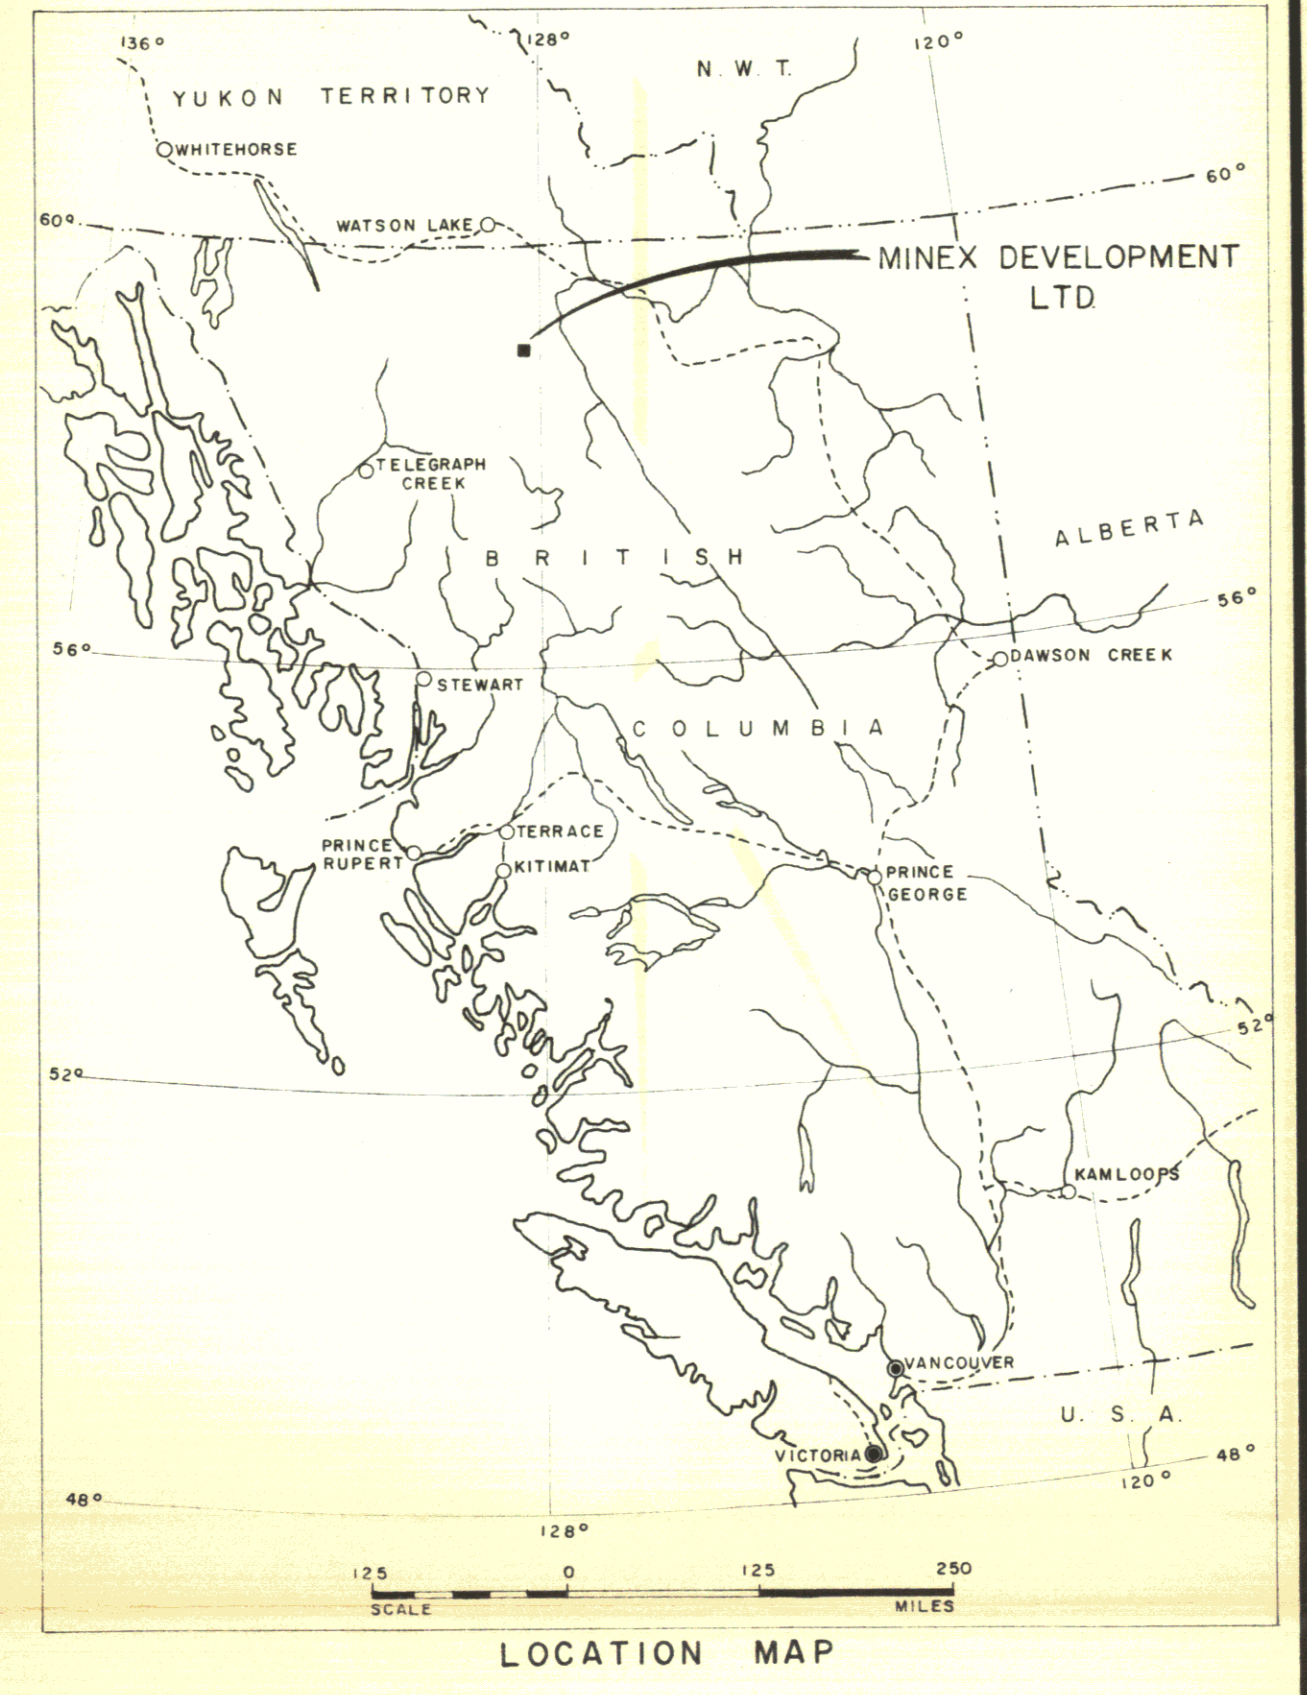 136° 128° 120°
N. W. T.
YUKON TERRITORY
WHITEHORSE
60°
60°
WATSON LAKE
MINEX DEVELOPMENT
LTD.
TELEGRAPH
CREEK
ALBERTA
BRITISH
56°
56°
DAWSON CREEK
STEWART
COLUMBIA
TERRACE
PRINCE
RUPERT
KITIMAT
PRINCE
GEORGE
52°
52°
KAMLOOPS
VANCOUVER
U. S. A.
VICTORIA
48°
120°
48°
128°
125 0 125 250
SCALE MILES
LOCATION MAP